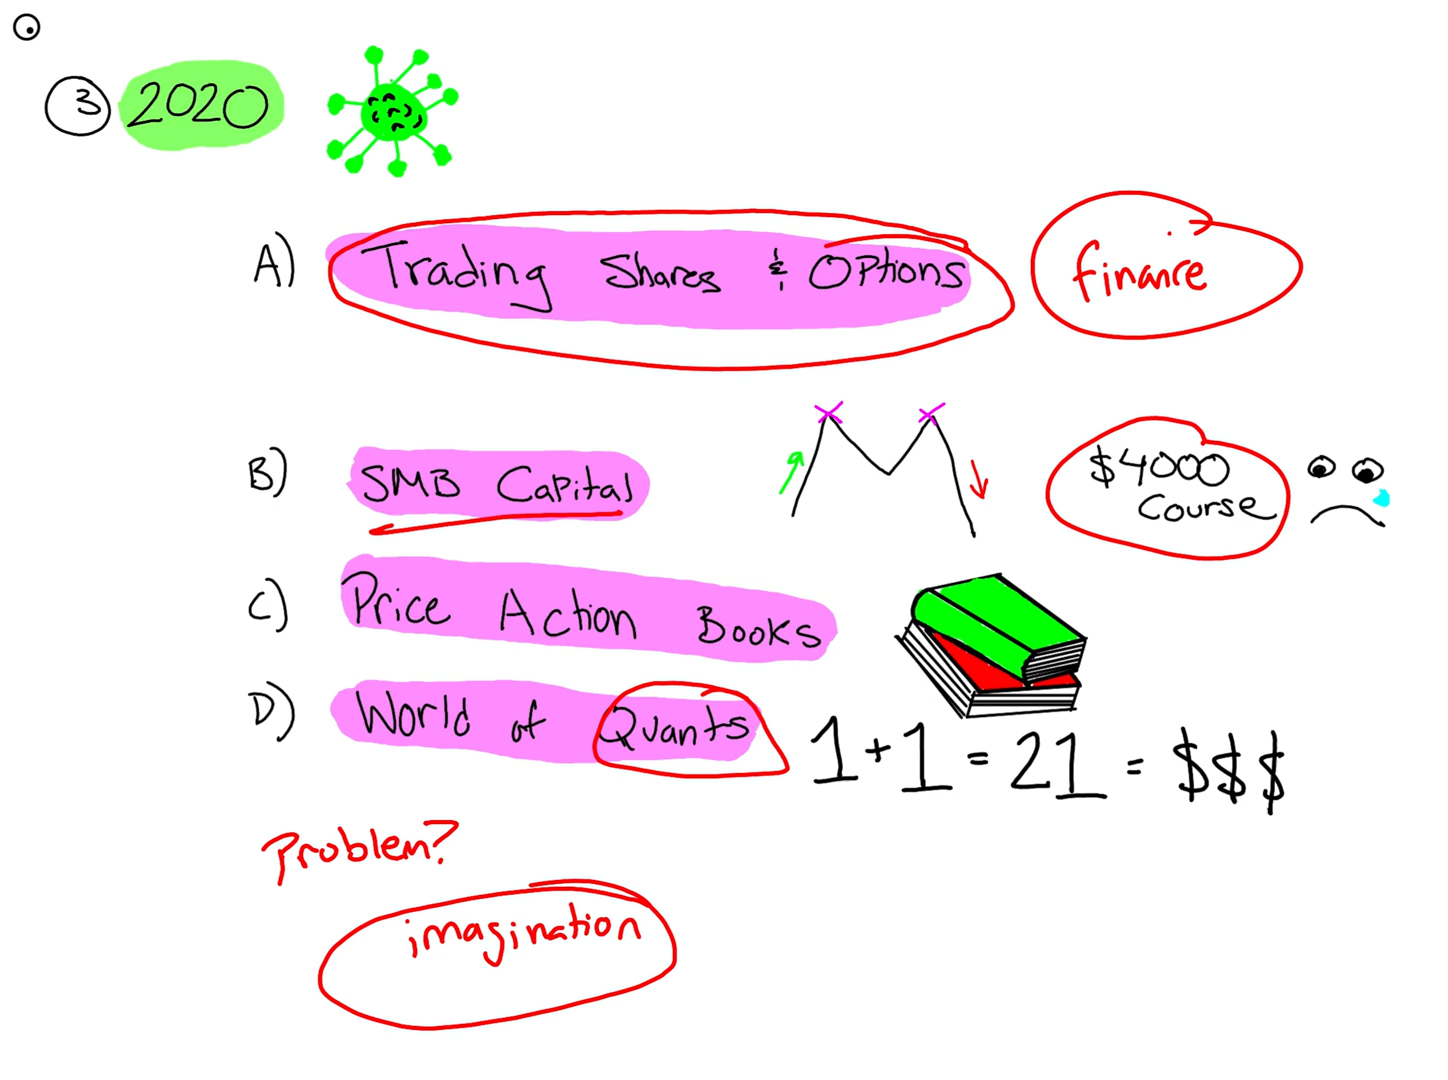 3 2020
A) Trading Shares & Options finance
B) SMB Capital $4000
Course
C) Price Action Books
D) World of Quants 1+1 = 21 = $$$
Problem?
imagination